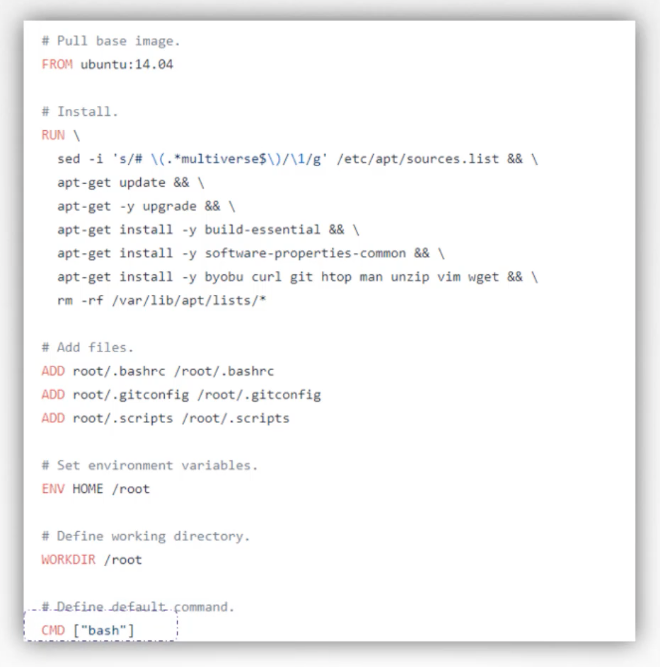 # Pull base image.
FROM ubuntu:14.04
# Install.
RUN \
sed -i 's/# \(.*multiverse$\)/\1/g' /etc/apt/sources.list && \
apt-get update && \
apt-get -y upgrade && \
apt-get install -y build-essential && \
apt-get install -y software-properties-common && \
apt-get install -y byobu curl git htop man unzip vim wget && \
rm -rf /var/lib/apt/lists/*
# Add files.
ADD root/.bashrc /root/.bashrc
ADD root/.gitconfig /root/.gitconfig
ADD root/.scripts /root/.scripts
# Set environment variables.
ENV HOME /root
# Define working directory.
WORKDIR /root
# Define default command.
CMD ["bash"]